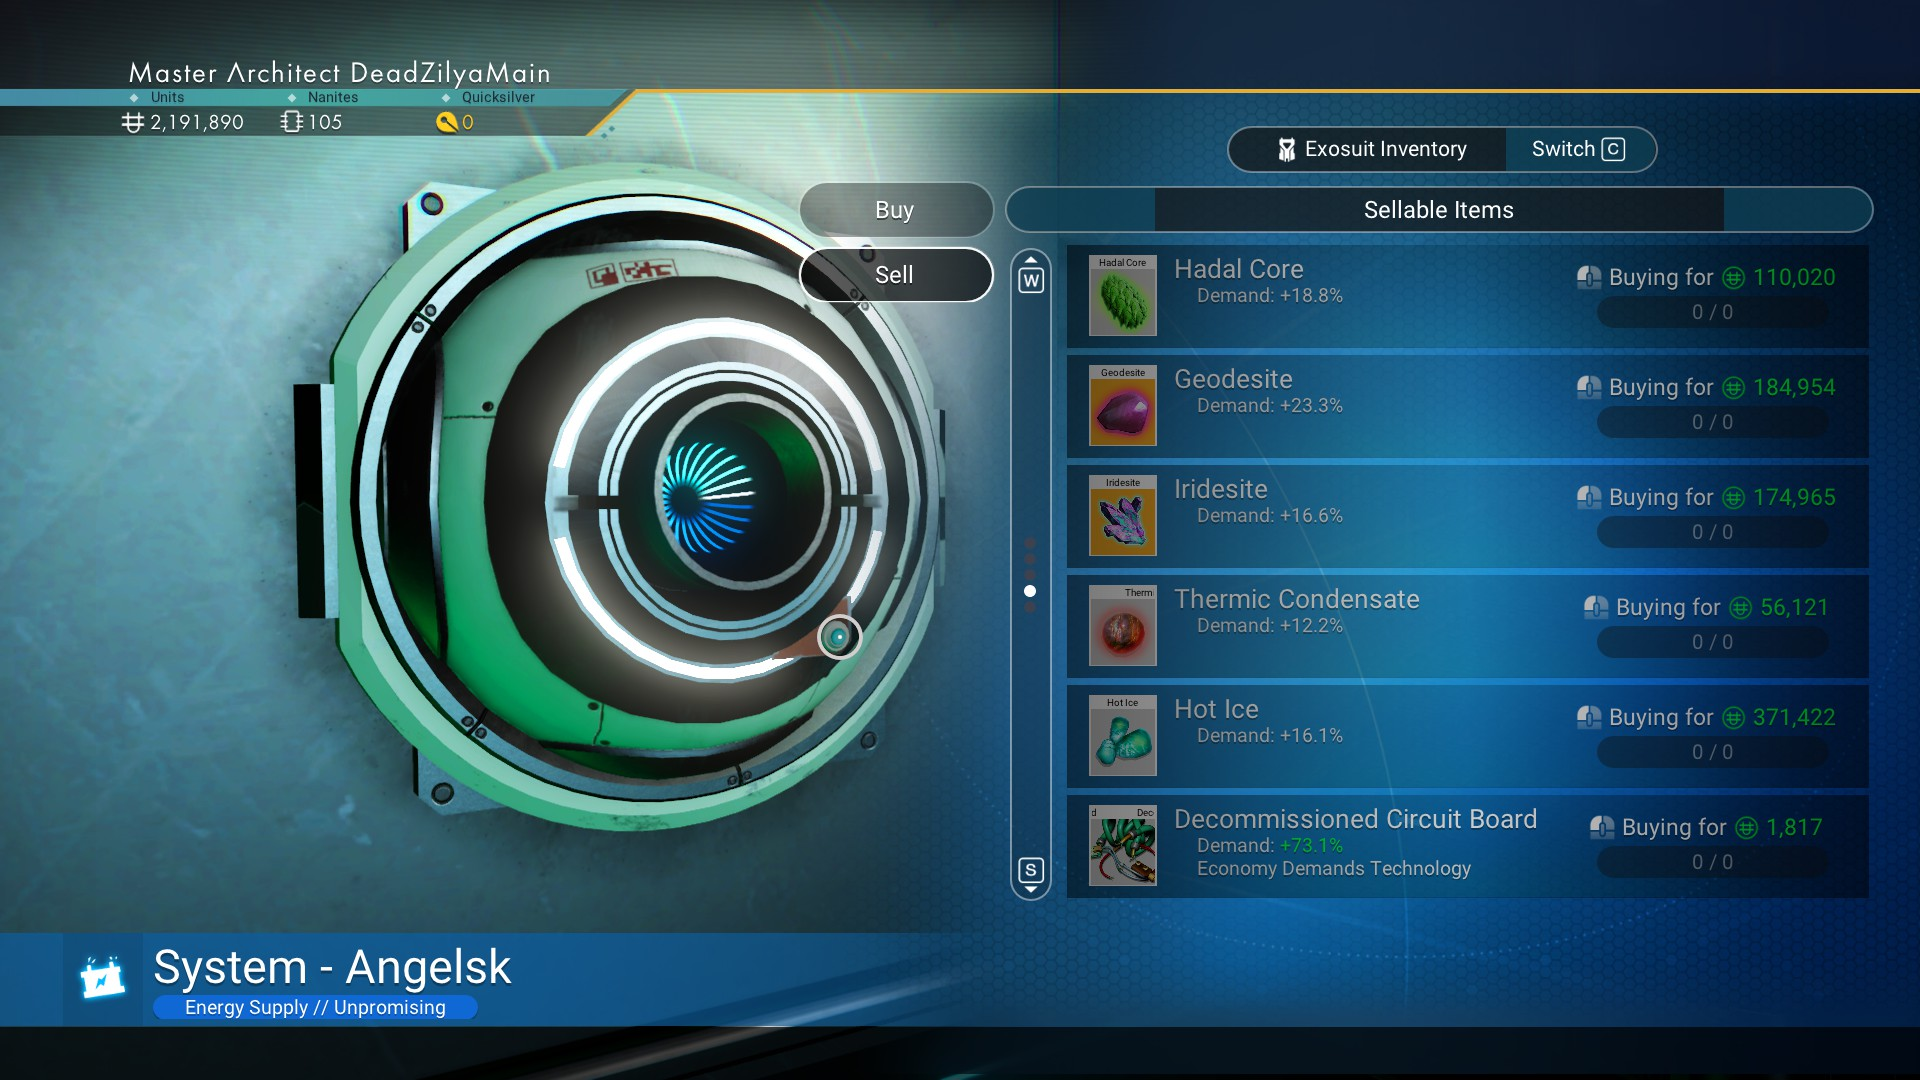 Master Architect DeadZilyaMain
Units Nanites Quicksilver
2,191,890 105 0
Exosuit Inventory Switch C
Buy
Sell
Sellable Items
W
S
Hadal Core
Hadal Core
Demand: +18.8%
Buying for 110,020
0 / 0
Geodesite
Geodesite
Demand: +23.3%
Buying for 184,954
0 / 0
Iridesite
Iridesite
Demand: +16.6%
Buying for 174,965
0 / 0
Therm
Thermic Condensate
Demand: +12.2%
Buying for 56,121
0 / 0
Hot Ice
Hot Ice
Demand: +16.1%
Buying for 371,422
0 / 0
d Dec
Decommissioned Circuit Board
Demand: +73.1%
Economy Demands Technology
Buying for 1,817
0 / 0
System - Angelsk
Energy Supply // Unpromising